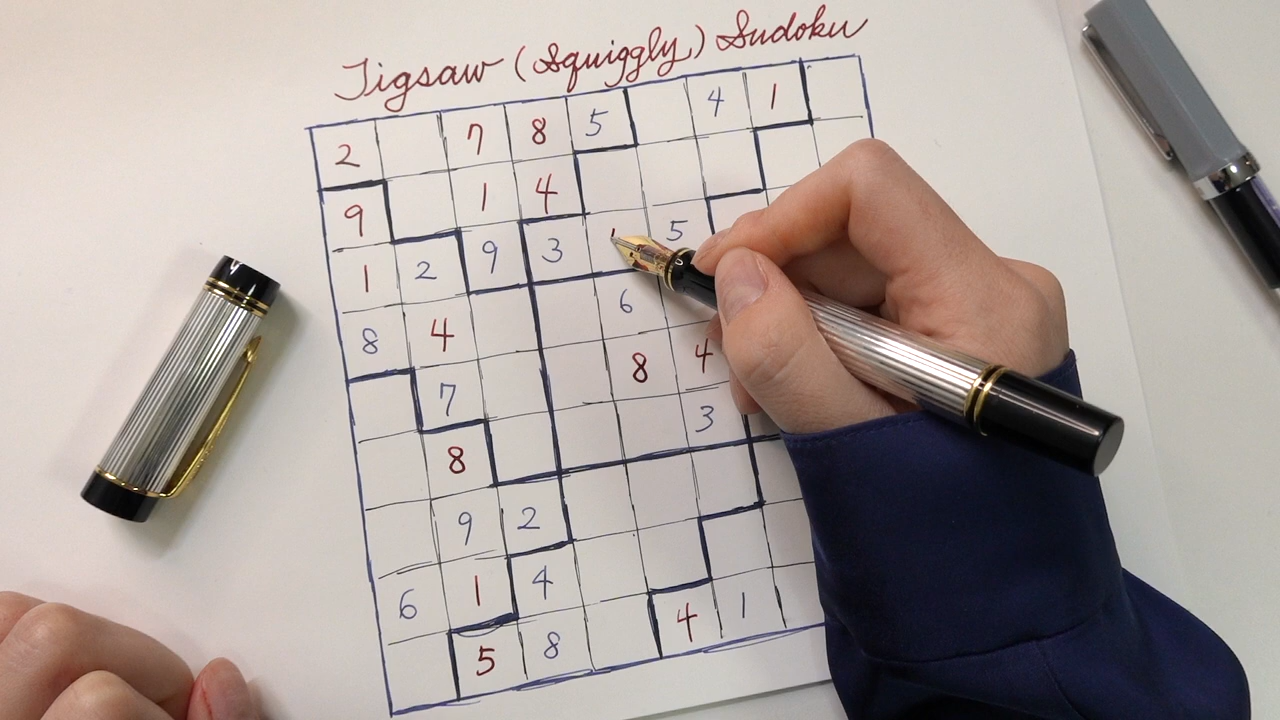 Jigsaw (Squiggly) Sudoku
2 7 8 5 4 1
9 1 4
1 2 9 3 5
8 4 6
7 8 4
8 3
9 2
6 1 4
5 8 4 1